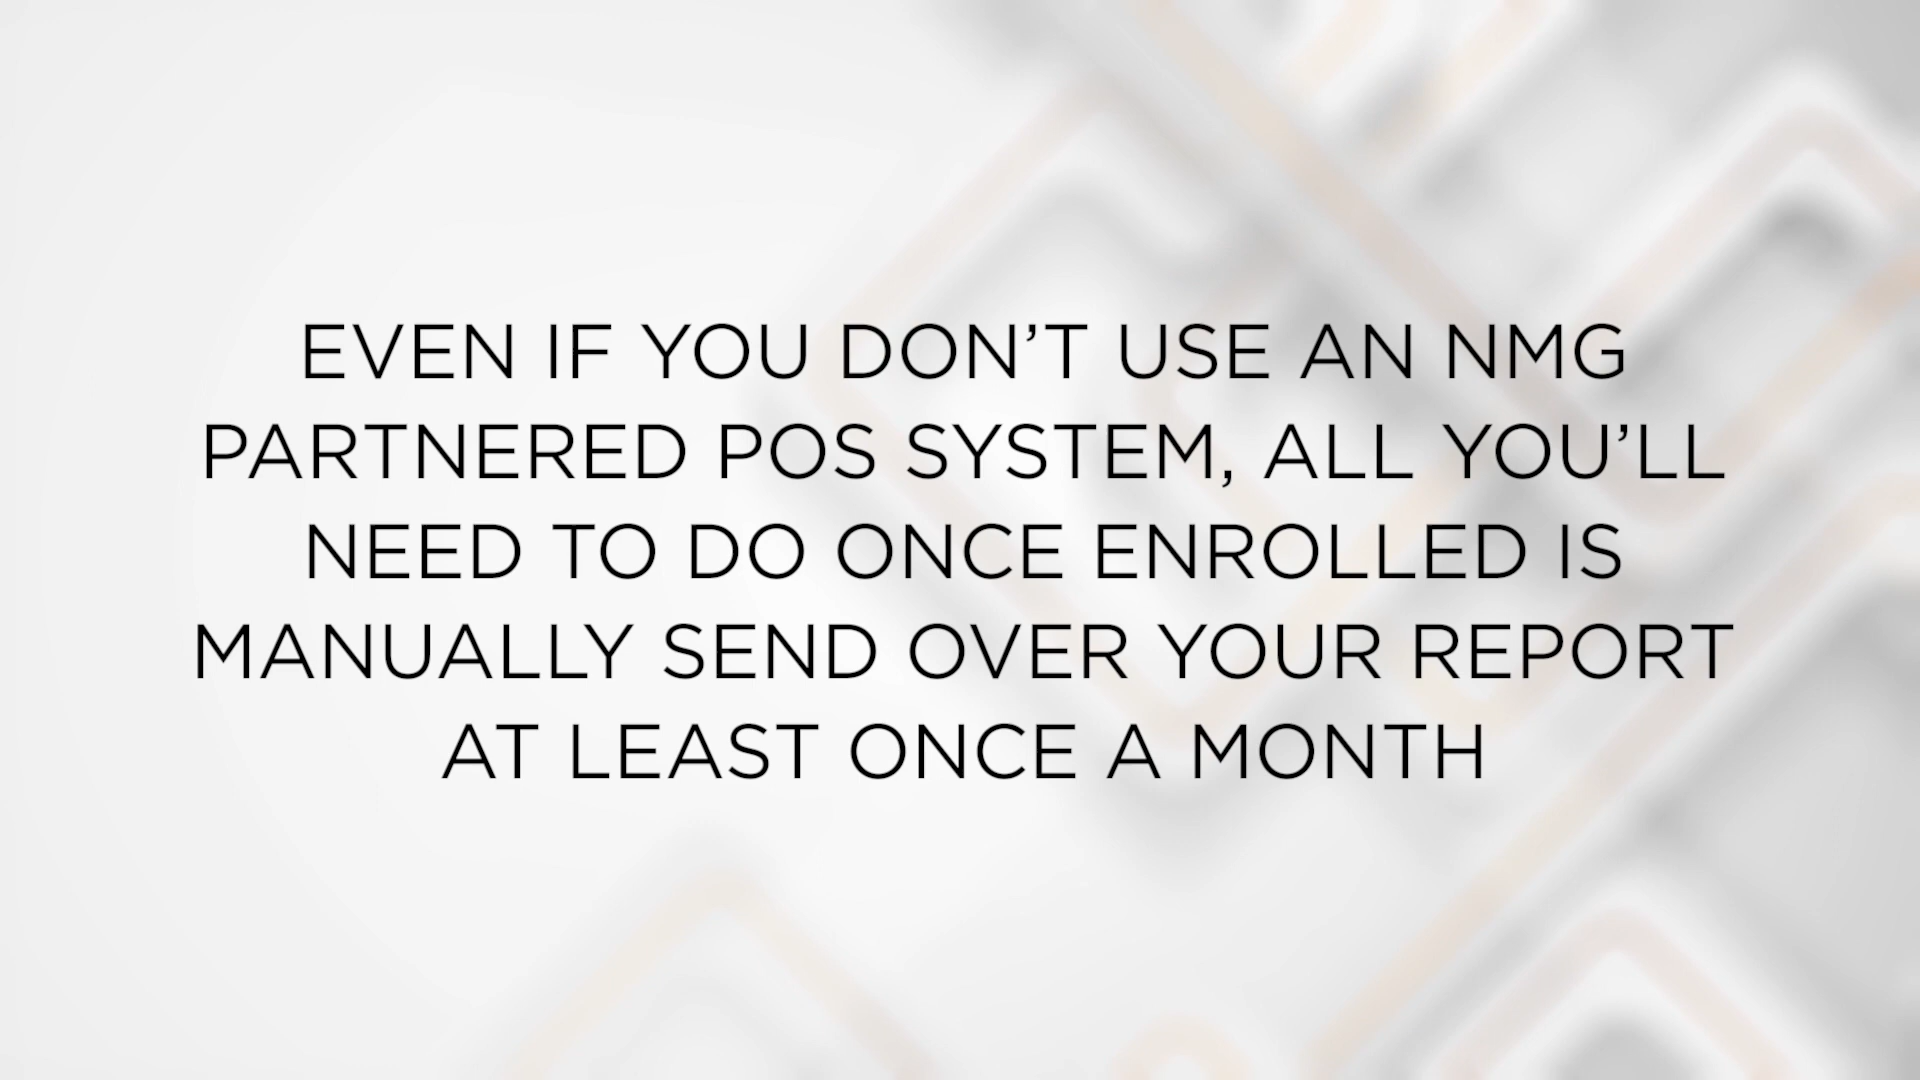 EVEN IF YOU DON’T USE AN NMG
PARTNERED POS SYSTEM, ALL YOU’LL
NEED TO DO ONCE ENROLLED IS
MANUALLY SEND OVER YOUR REPORT
AT LEAST ONCE A MONTH